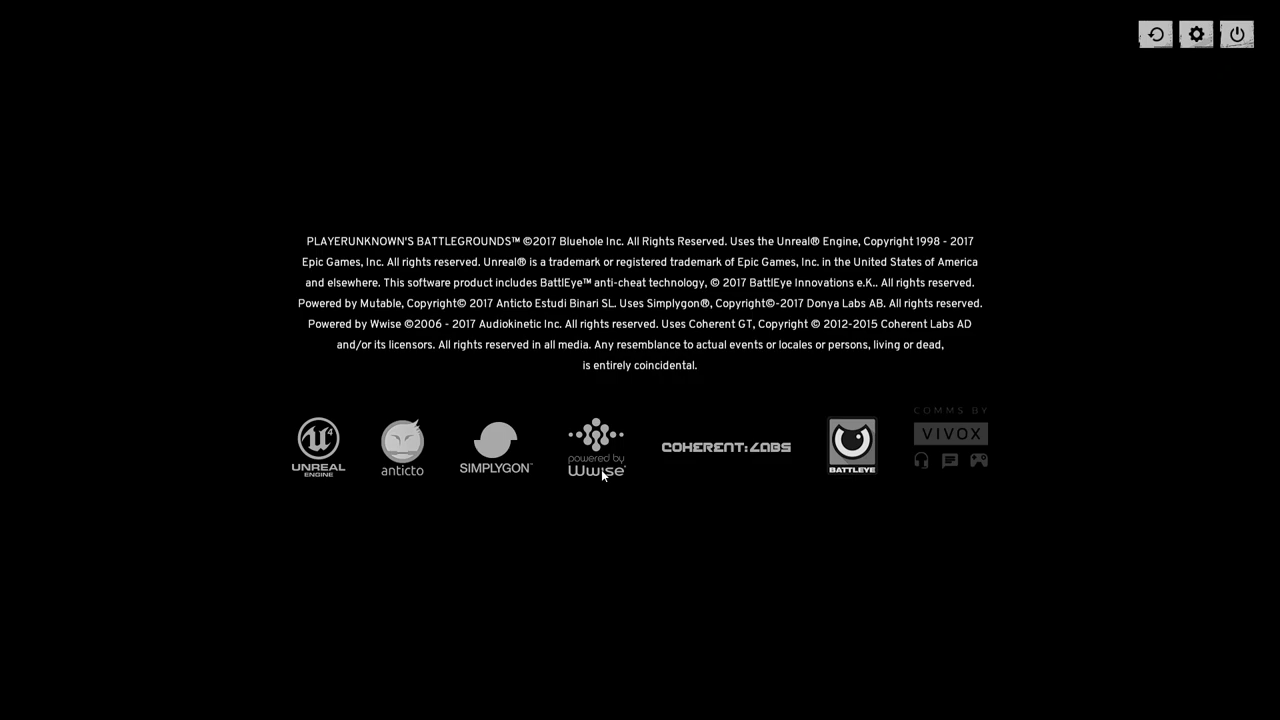 PLAYERUNKNOWN'S BATTLEGROUNDS™ ©2017 Bluehole Inc. All Rights Reserved. Uses the Unreal® Engine, Copyright 1998 - 2017
Epic Games, Inc. All rights reserved. Unreal® is a trademark or registered trademark of Epic Games, Inc. in the United States of America
and elsewhere. This software product includes BattlEye™ anti-cheat technology, © 2017 BattlEye Innovations e.K.. All rights reserved.
Powered by Mutable, Copyright© 2017 Anticto Estudi Binari SL. Uses Simplygon®, Copyright©-2017 Donya Labs AB. All rights reserved.
Powered by Wwise ©2006 - 2017 Audiokinetic Inc. All rights reserved. Uses Coherent GT, Copyright © 2012-2015 Coherent Labs AD
and/or its licensors. All rights reserved in all media. Any resemblance to actual events or locales or persons, living or dead,
is entirely coincidental.
U4
UNREAL
ENGINE
anticto
SIMPLYGON™
powered by
Wwise®
COHERENT:LABS
BATTLEYE
COMMS BY
VIVOX